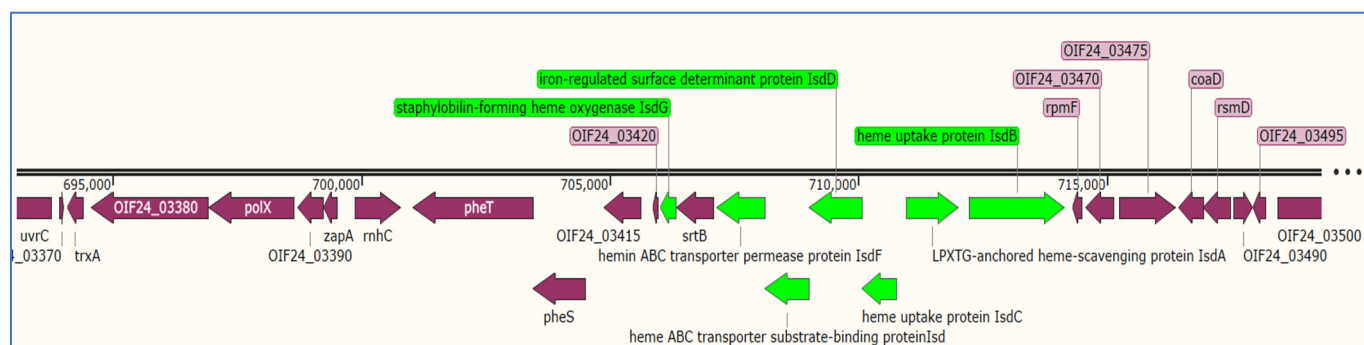 OIF24_03475
iron-regulated surface determinant protein IsdD
OIF24_03470
coaD
staphylobilin-forming heme oxygenase IsdG
rpmF
rsmD
OIF24_03420
heme uptake protein IsdB
OIF24_03495
695,000
700,000
705,000
710,000
715,000
OIF24_03380
polX
pheT
uvrC
zapA
rnhC
OIF24_03415
srtB
OIF24_03500
4_03370
trxA
OIF24_03390
hemin ABC transporter permease protein IsdF
LPXTG-anchored heme-scavenging protein IsdA
OIF24_03490
pheS
heme uptake protein IsdC
heme ABC transporter substrate-binding proteinIsd